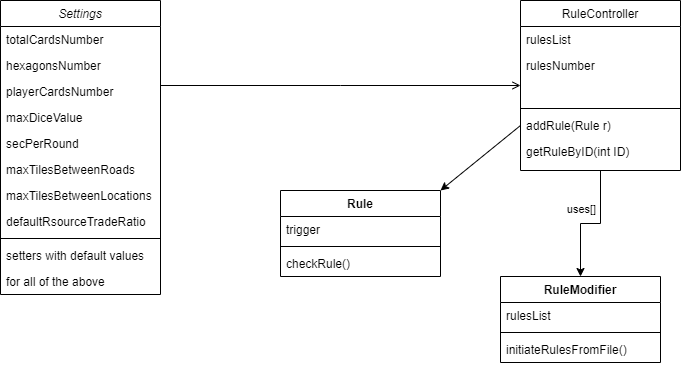 Settings
totalCardsNumber
hexagonsNumber
playerCardsNumber
maxDiceValue
secPerRound
maxTilesBetweenRoads
maxTilesBetweenLocations
defaultRsourceTradeRatio
setters with default values
for all of the above
RuleController
rulesList
rulesNumber
addRule(Rule r)
getRuleByID(int ID)
Rule
trigger
checkRule()
uses[]
RuleModifier
rulesList
initiateRulesFromFile()